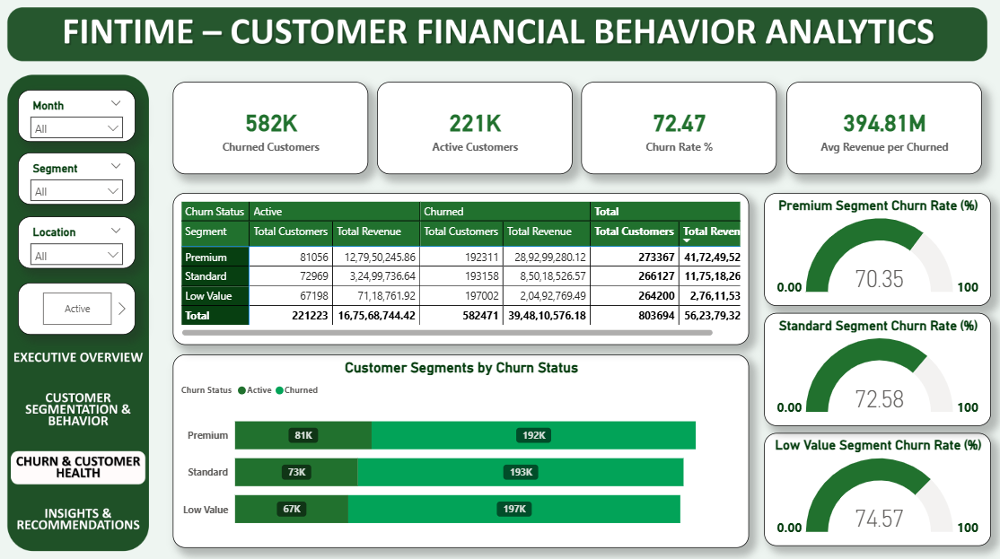 FINTIME – CUSTOMER FINANCIAL BEHAVIOR ANALYTICS
Month
All
Segment
All
Location
All
Active
EXECUTIVE OVERVIEW
CUSTOMER
SEGMENTATION &
BEHAVIOR
CHURN & CUSTOMER
HEALTH
INSIGHTS &
RECOMMENDATIONS
582K
Churned Customers
221K
Active Customers
72.47
Churn Rate %
394.81M
Avg Revenue per Churned
Churn Status Active Churned Total
Segment Total Customers Total Revenue Total Customers Total Revenue Total Customers Total Reven
Premium 81056 12,79,50,245.86 192311 28,92,99,280.12 273367 41,72,49,52
Standard 72969 3,24,99,736.64 193158 8,50,18,526.57 266127 11,75,18,26
Low Value 67198 71,18,761.92 197002 2,04,92,769.49 264200 2,76,11,53
Total 221223 16,75,68,744.42 582471 39,48,10,576.18 803694 56,23,79,32
Customer Segments by Churn Status
Churn Status Active Churned
Premium 81K 192K
Standard 73K 193K
Low Value 67K 197K
Premium Segment Churn Rate (%)
70.35
0.00 100
Standard Segment Churn Rate (%)
72.58
0.00 100
Low Value Segment Churn Rate (%)
74.57
0.00 100